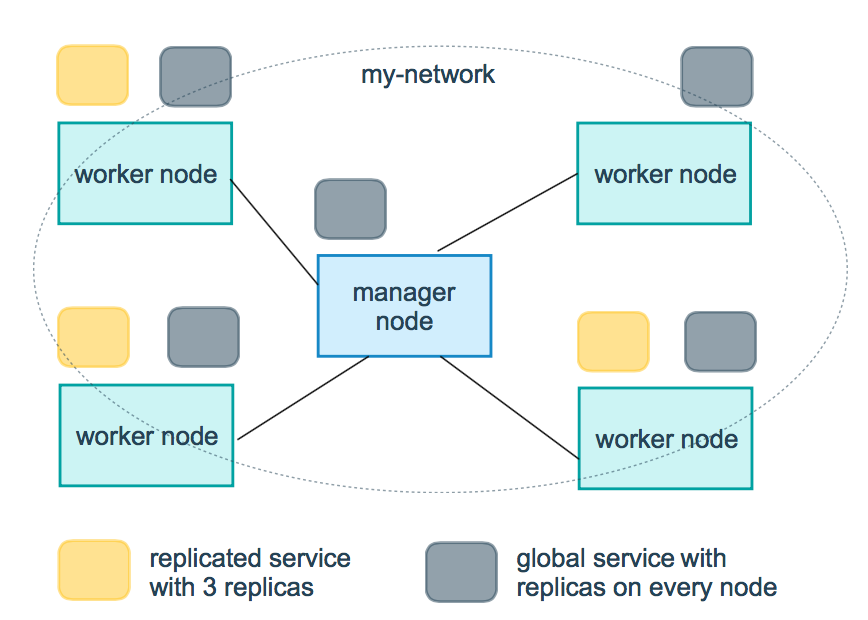 my-network
worker node
worker node
manager
node
worker node
worker node
replicated service
with 3 replicas
global service with
replicas on every node